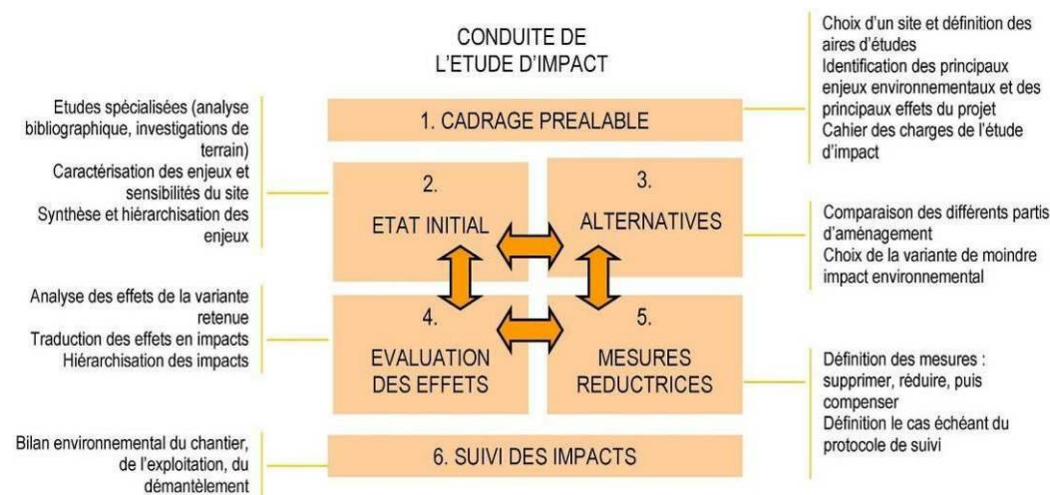 CONDUITE DE
L'ETUDE D'IMPACT
Choix d'un site et définition des
aires d'études
Identification des principaux
enjeux environnementaux et des
principaux effets du projet
Cahier des charges de l'étude
d'impact
1. CADRAGE PREALABLE
Etudes spécialisées (analyse
bibliographique, investigations de
terrain)
Caractérisation des enjeux et
sensibilités du site
Synthèse et hiérarchisation des
enjeux
2.
ETAT INITIAL
3.
ALTERNATIVES
Comparaison des différents partis
d'aménagement
Choix de la variante de moindre
impact environnemental
Analyse des effets de la variante
retenue
Traduction des effets en impacts
Hiérarchisation des impacts
4.
EVALUATION
DES EFFETS
5.
MESURES
REDUCTRICES
Définition des mesures :
supprimer, réduire, puis
compenser
Définition le cas échéant du
protocole de suivi
Bilan environnemental du chantier,
de l'exploitation, du
démantèlement
6. SUIVI DES IMPACTS